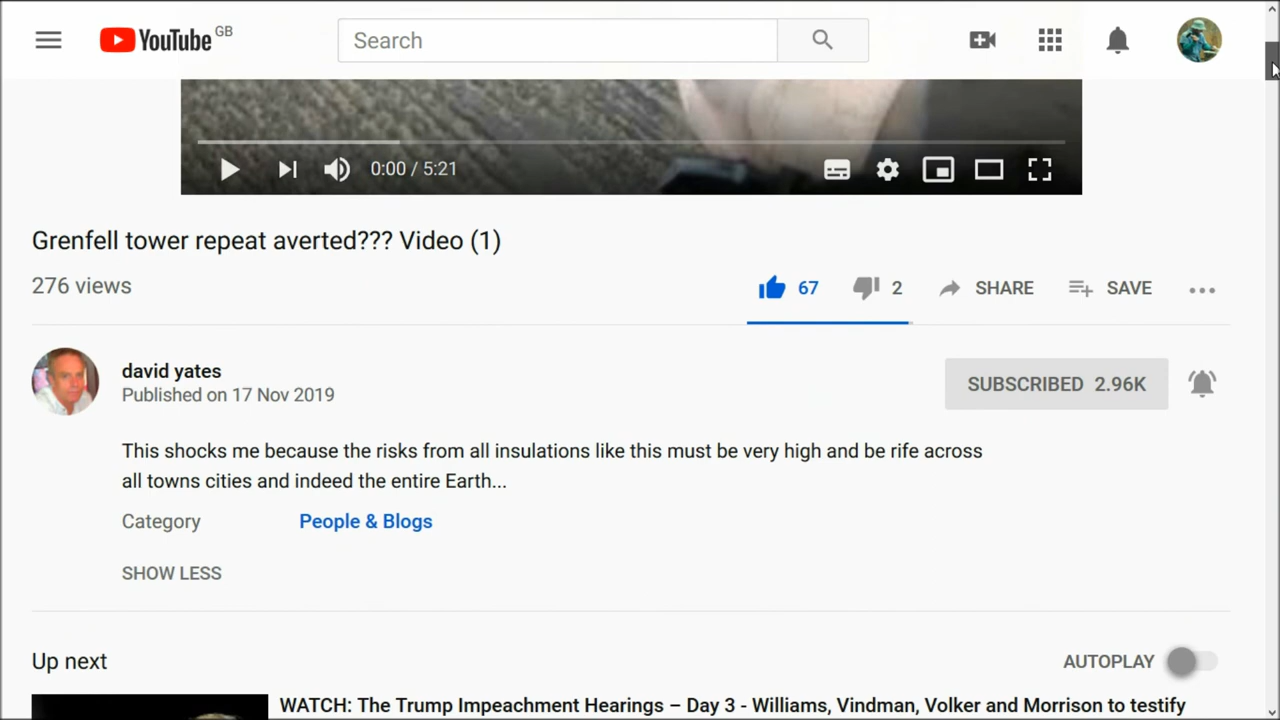 YouTube GB
Search
0:00 / 5:21
Grenfell tower repeat averted??? Video (1)
276 views
67 2 SHARE SAVE
david yates
Published on 17 Nov 2019
SUBSCRIBED 2.96K
This shocks me because the risks from all insulations like this must be very high and be rife across
all towns cities and indeed the entire Earth...
Category People & Blogs
SHOW LESS
Up next
AUTOPLAY
WATCH: The Trump Impeachment Hearings – Day 3 - Williams, Vindman, Volker and Morrison to testify